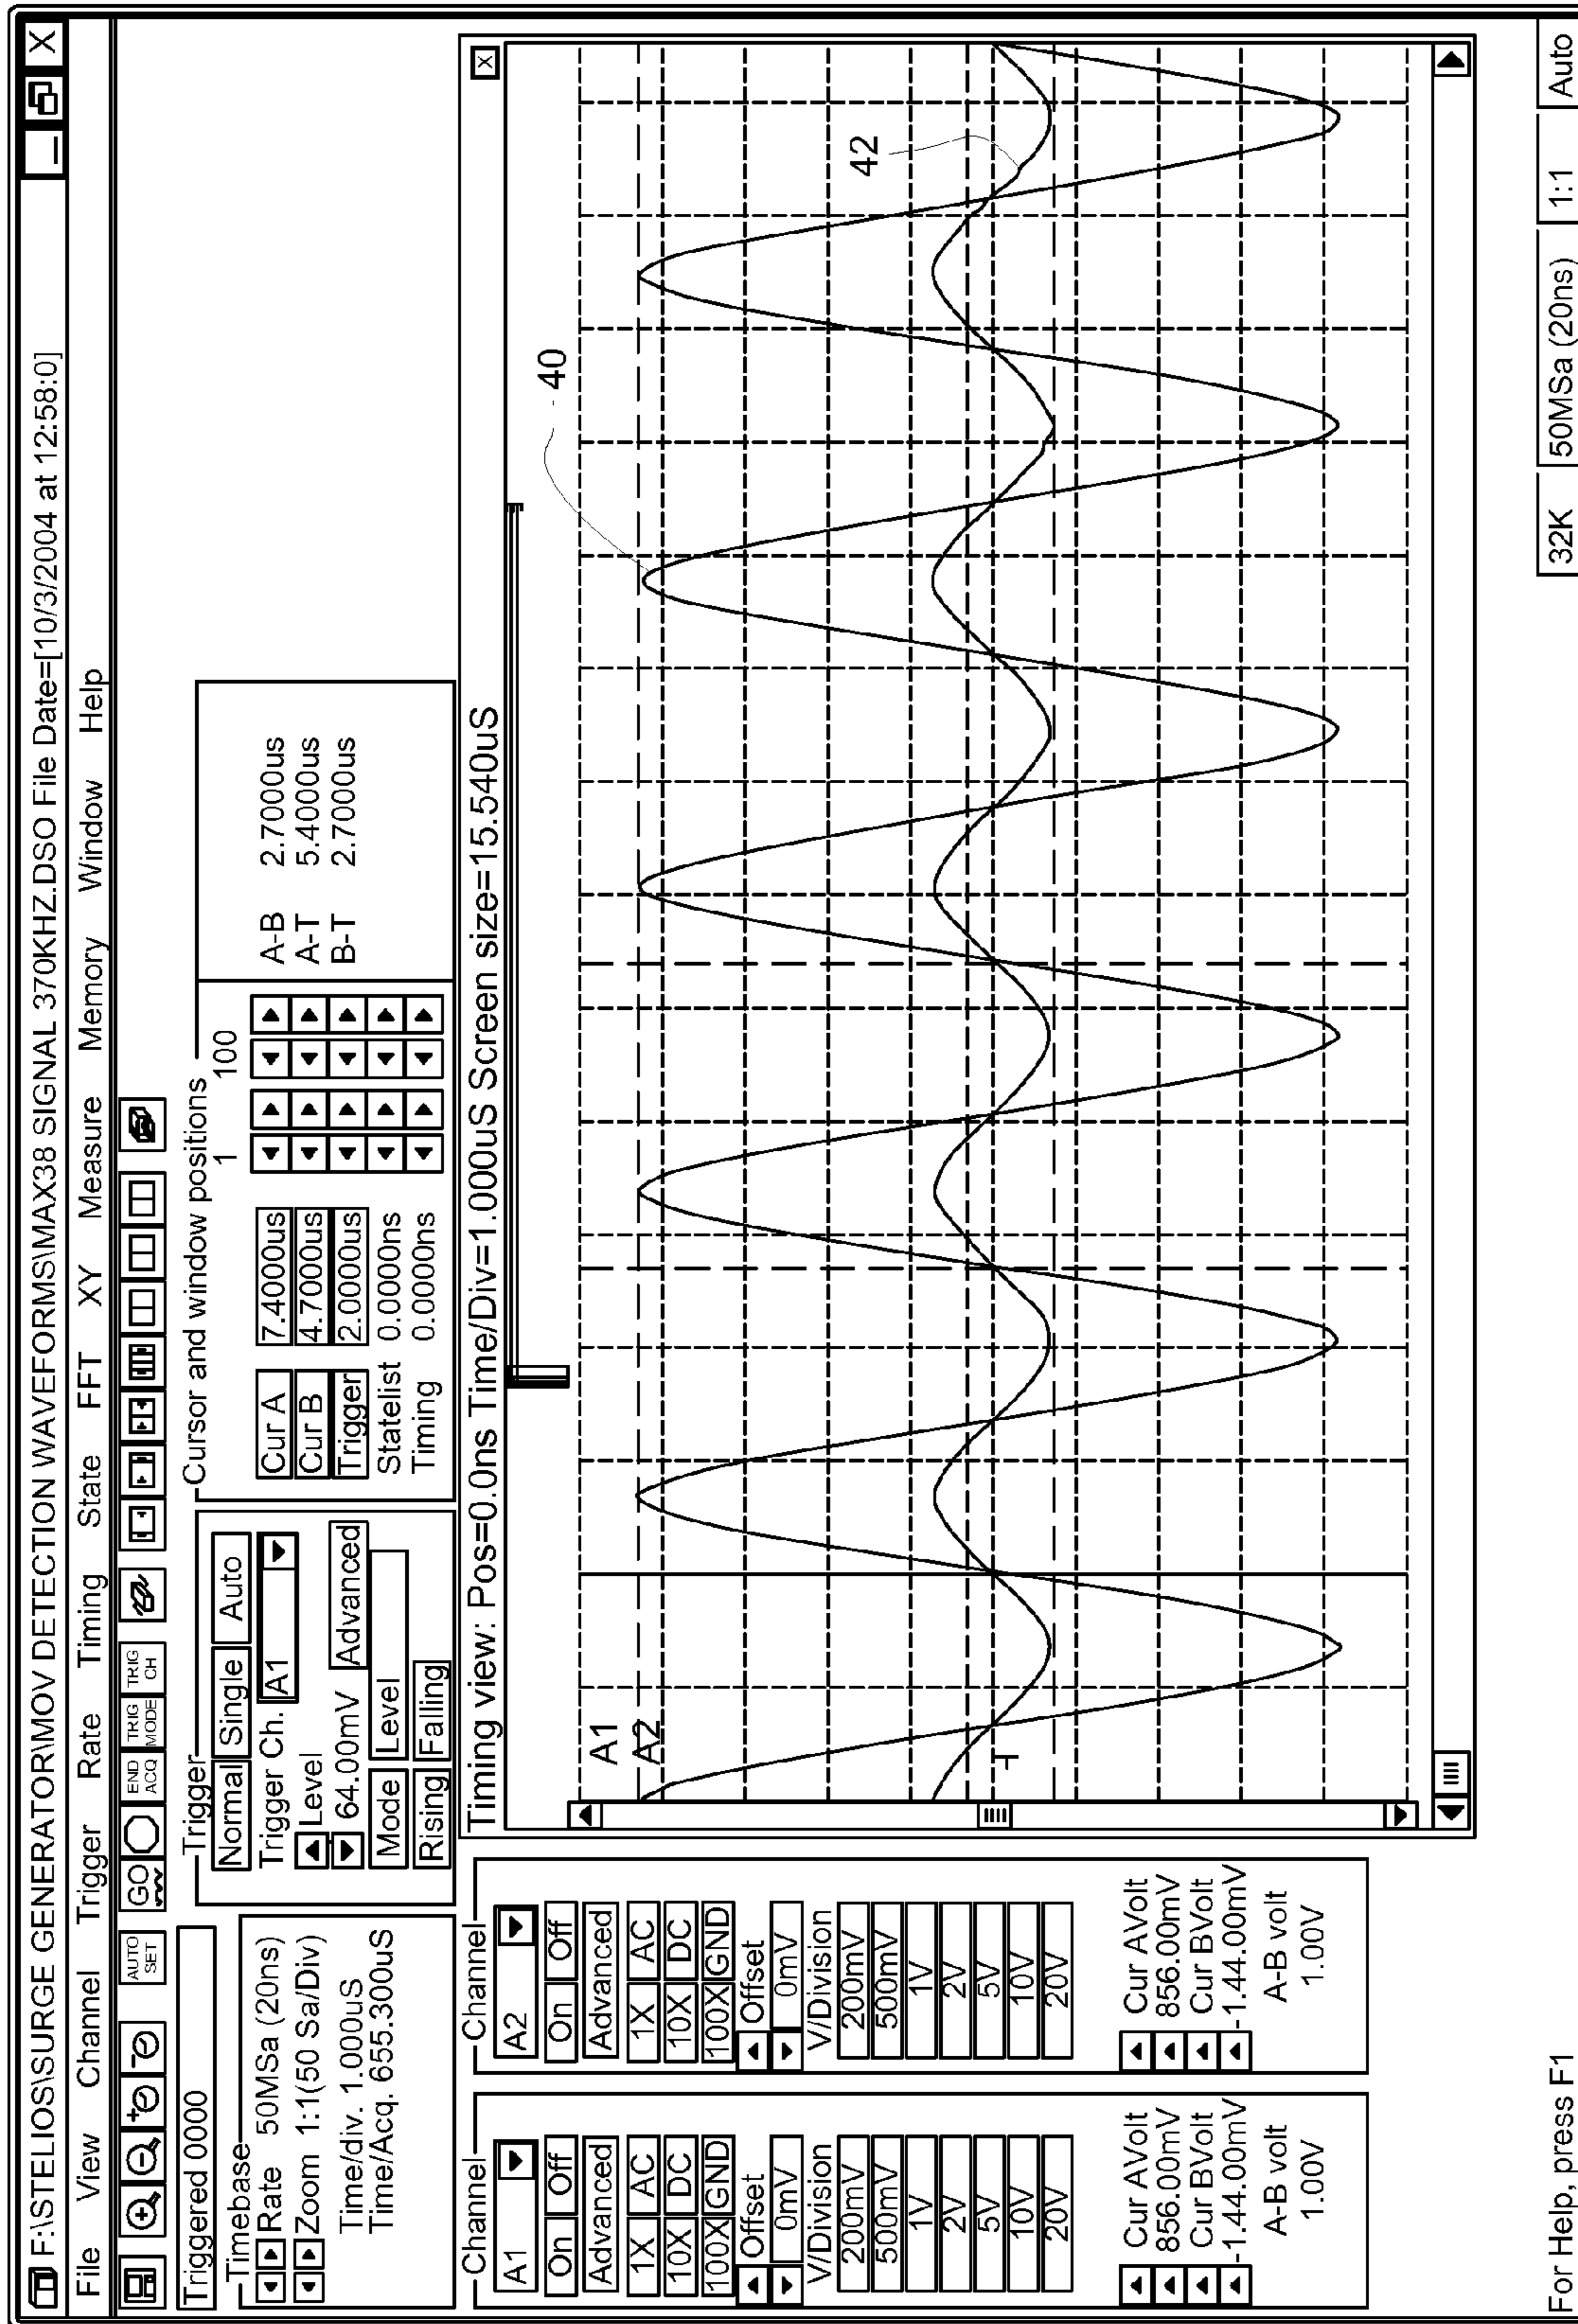 F:\STELIOS\SURGE GENERATOR\MOV DETECTION WAVEFORMS\MAX38 SIGNAL 370KHZ.DSO File Date=[10/3/2004 at 12:58:0]
X
File View Channel Trigger Rate Timing State FFT XY Measure Memory Window Help
AUTO SET
GO
END ACQ
TRIG MODE
TRIG CH
Triggered 0000
Timebase
Rate 50MSa (20ns)
Zoom 1:1(50 Sa/Div)
Time/div. 1.000uS
Time/Acq. 655.300uS
Trigger
Normal Single Auto
Trigger Ch. A1
Level
64.00mV Advanced
Mode Level
Rising Falling
Cursor and window positions
1 100
Cur A 7.4000us
Cur B 4.7000us
Trigger 2.0000us
Statelist 0.0000ns
Timing 0.0000ns
A-B 2.7000us
A-T 5.4000us
B-T 2.7000us
Channel
A1
On Off
Advanced
1X AC
10X DC
100X GND
Offset
0mV
V/Division
200mV
500mV
1V
2V
5V
10V
20V
Cur AVolt
856.00mV
Cur BVolt
-144.00mV
A-B volt
1.00V
Channel
A2
On Off
Advanced
1X AC
10X DC
100X GND
Offset
0mV
V/Division
200mV
500mV
1V
2V
5V
10V
20V
Cur AVolt
856.00mV
Cur BVolt
-144.00mV
A-B volt
1.00V
Timing view: Pos=0.0ns Time/Div=1.000uS Screen size=15.540uS
X
A1
A2
T
40
42
For Help, press F1
32K
50MSa (20ns)
1:1
Auto